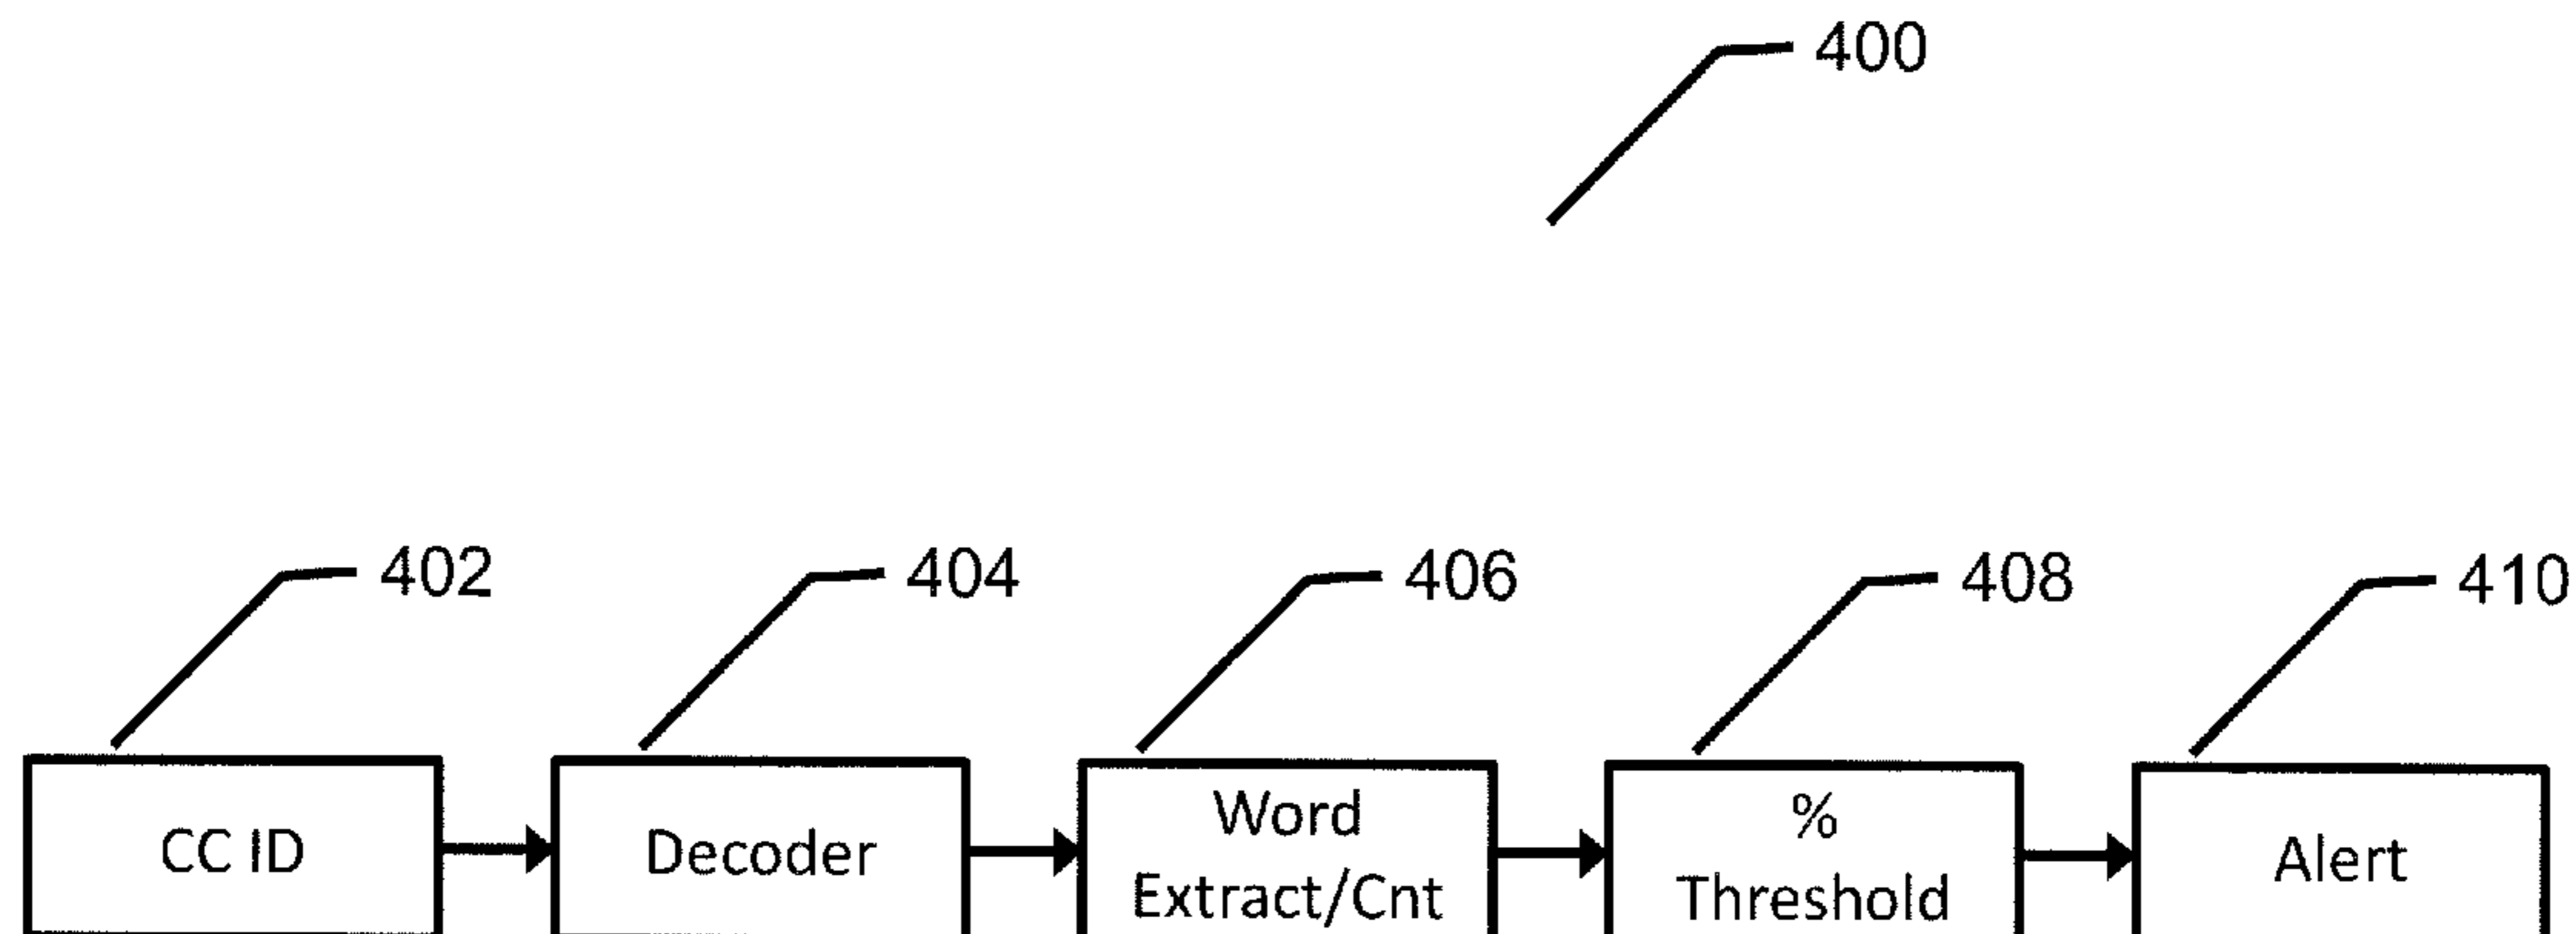 400
402
404
406
408
410
CC ID
Decoder
Word
Extract/Cnt
%
Threshold
Alert